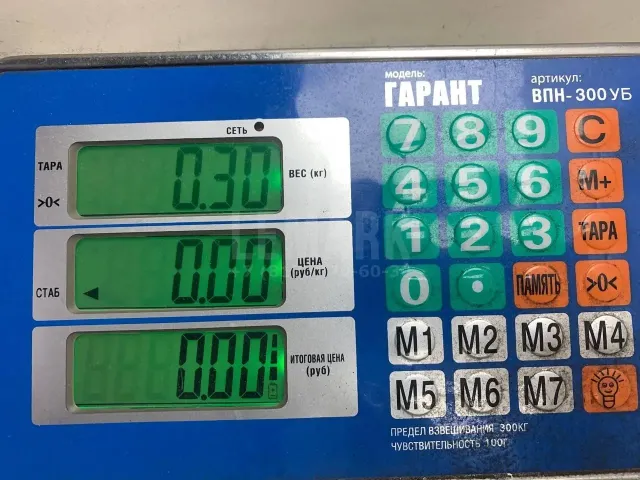 модель:
ГАРАНТ
артикул:
ВПН-300УБ
СЕТЬ
ТАРА
>0<
0.30
ВЕС (кг)
СТАБ
0.00
ЦЕНА
(руб/кг)
0.00
ИТОГОВАЯ ЦЕНА
(руб)
7 8 9 C
4 5 6 M+
1 2 3 ТАРА
0 . ПАМЯТЬ >0<
M1 M2 M3 M4
M5 M6 M7
ПРЕДЕЛ ВЗВЕШИВАНИЯ 300КГ
ЧУВСТВИТЕЛЬНОСТЬ 100Г